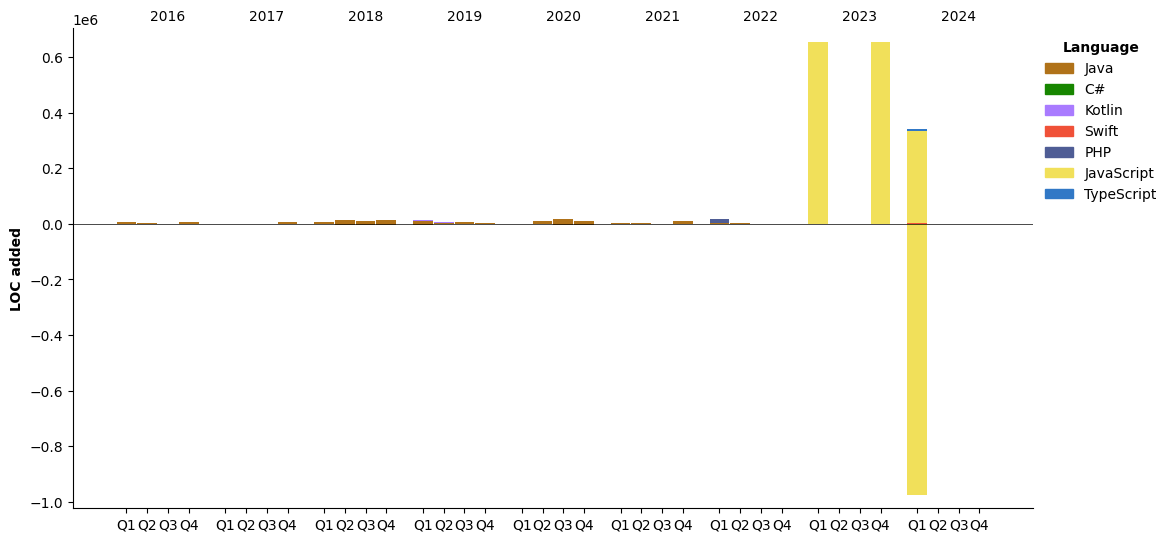 1e6
2016 2017 2018 2019 2020 2021 2022 2023 2024
0.6
0.4
0.2
0.0
−0.2
−0.4
−0.6
−0.8
−1.0
LOC added
Q1 Q2 Q3 Q4 Q1 Q2 Q3 Q4 Q1 Q2 Q3 Q4 Q1 Q2 Q3 Q4 Q1 Q2 Q3 Q4 Q1 Q2 Q3 Q4 Q1 Q2 Q3 Q4 Q1 Q2 Q3 Q4 Q1 Q2 Q3 Q4
Language
Java
C#
Kotlin
Swift
PHP
JavaScript
TypeScript